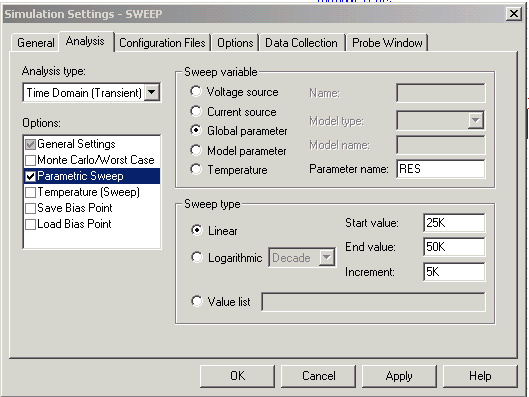 Simulation Settings - SWEEP
General Analysis Configuration Files Options Data Collection Probe Window
Analysis type:
Time Domain (Transient)
Options:
General Settings
Monte Carlo/Worst Case
Parametric Sweep
Temperature (Sweep)
Save Bias Point
Load Bias Point
Sweep variable
Voltage source Name:
Current source Model type:
Global parameter
Model parameter Model name:
Temperature Parameter name: RES
Sweep type
Linear
Logarithmic Decade
Value list
Start value: 25K
End value: 50K
Increment: 5K
OK Cancel Apply Help